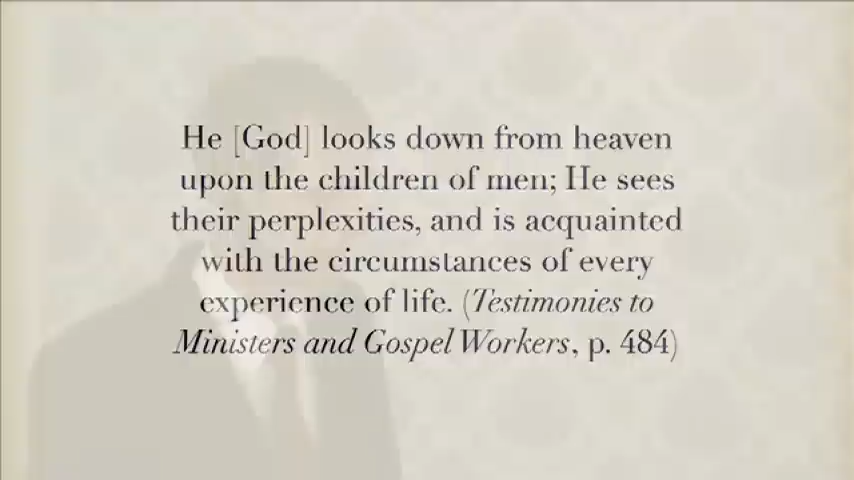 He [God] looks down from heaven
upon the children of men; He sees
their perplexities, and is acquainted
with the circumstances of every
experience of life. (Testimonies to
Ministers and Gospel Workers, p. 484)